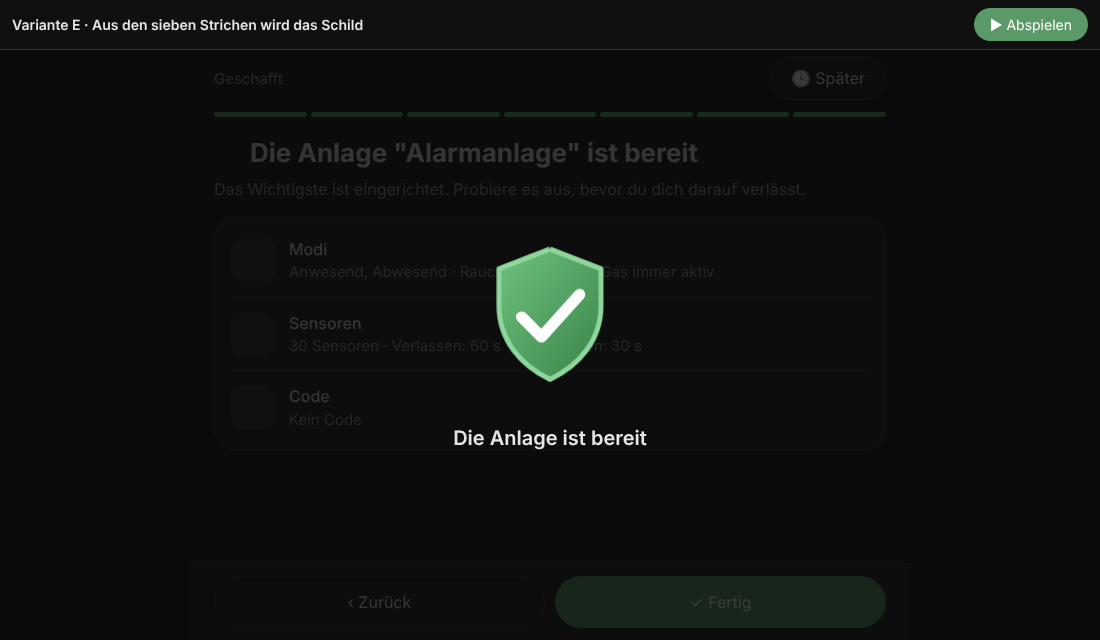 Variante E · Aus den sieben Strichen wird das Schild
▶ Abspielen
Geschafft
Später
Die Anlage "Alarmanlage" ist bereit
Das Wichtigste ist eingerichtet. Probiere es aus, bevor du dich darauf verlässt.
Modi
Anwesend, Abwesend · Gas immer aktiv
Sensoren
30 Sensoren · Verlassen: 60 s : 30 s
Code
Kein Code
Die Anlage ist bereit
‹ Zurück
✓ Fertig